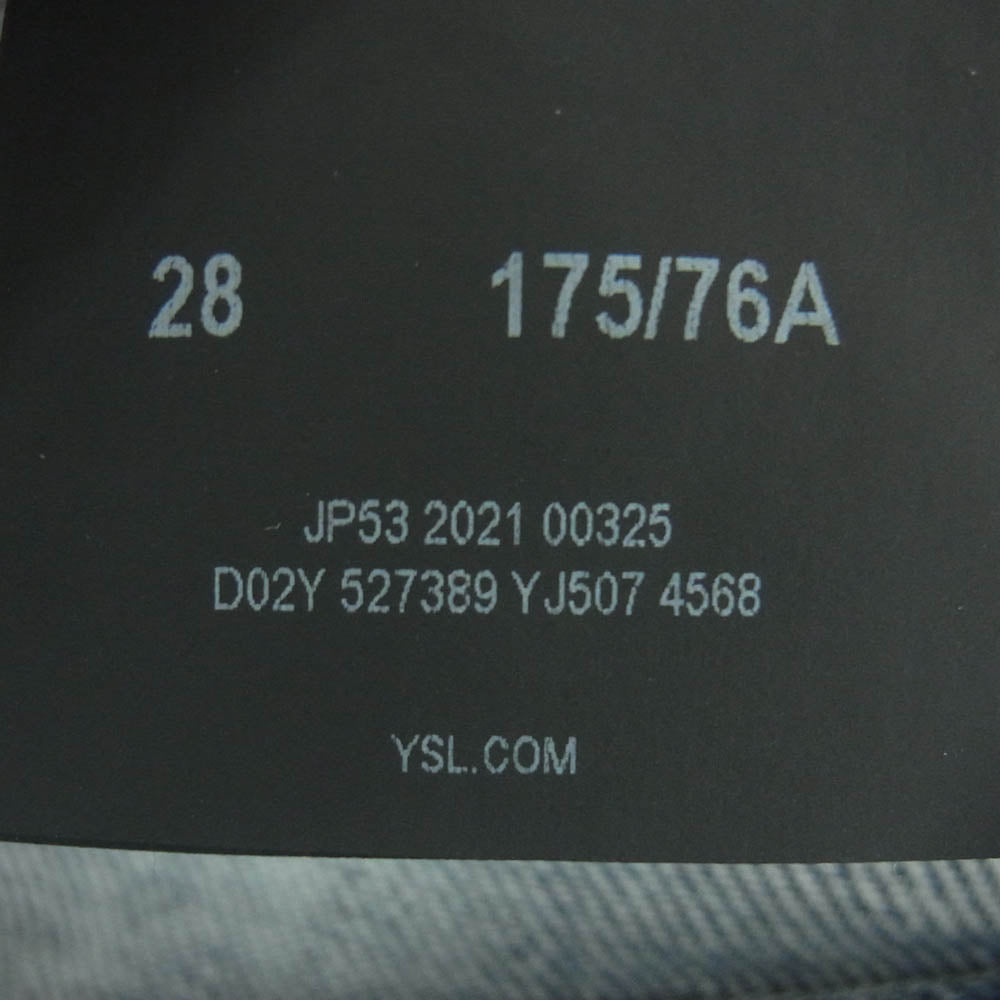 28 175/76A
JP53 2021 00325
D02Y 527389 YJ507 4568
YSL.COM